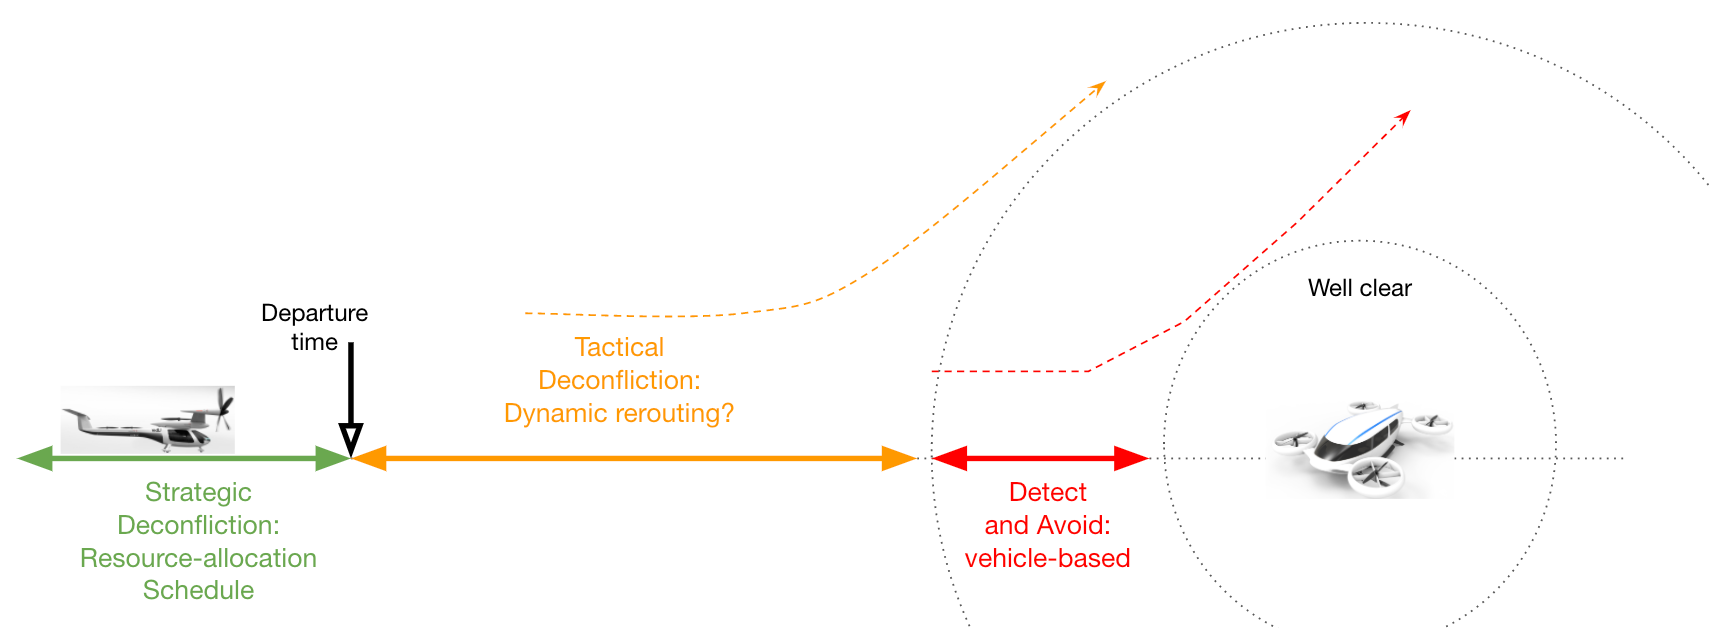 Departure
time
Tactical
Deconfliction:
Dynamic rerouting?
Well clear
Strategic
Deconfliction:
Resource-allocation
Schedule
Detect
and Avoid:
vehicle-based